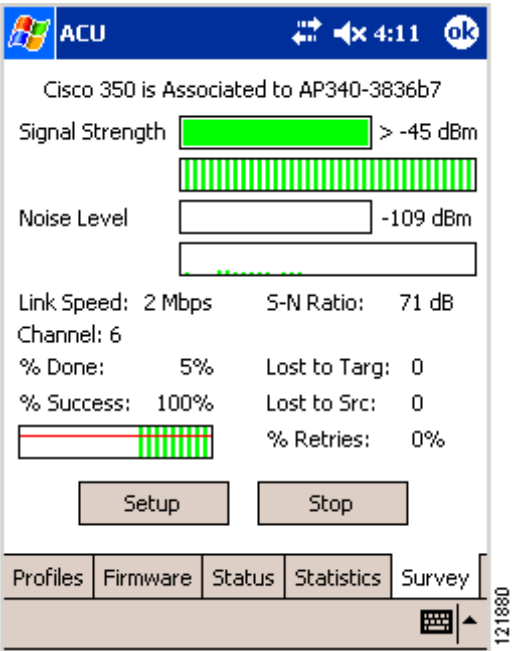 ACU 4:11 ok
Cisco 350 is Associated to AP340-3836b7
Signal Strength > -45 dBm
Noise Level -109 dBm
Link Speed: 2 Mbps S-N Ratio: 71 dB
Channel: 6
% Done: 5% Lost to Targ: 0
% Success: 100% Lost to Src: 0
% Retries: 0%
Setup Stop
Profiles Firmware Status Statistics Survey
121880